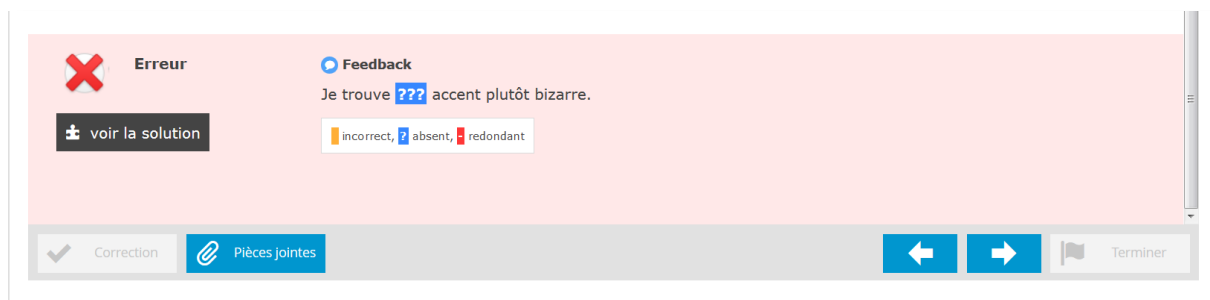 Erreur
Feedback
Je trouve ??? accent plutôt bizarre.
voir la solution
incorrect, ? absent, - redondant
Correction
Pièces jointes
Terminer